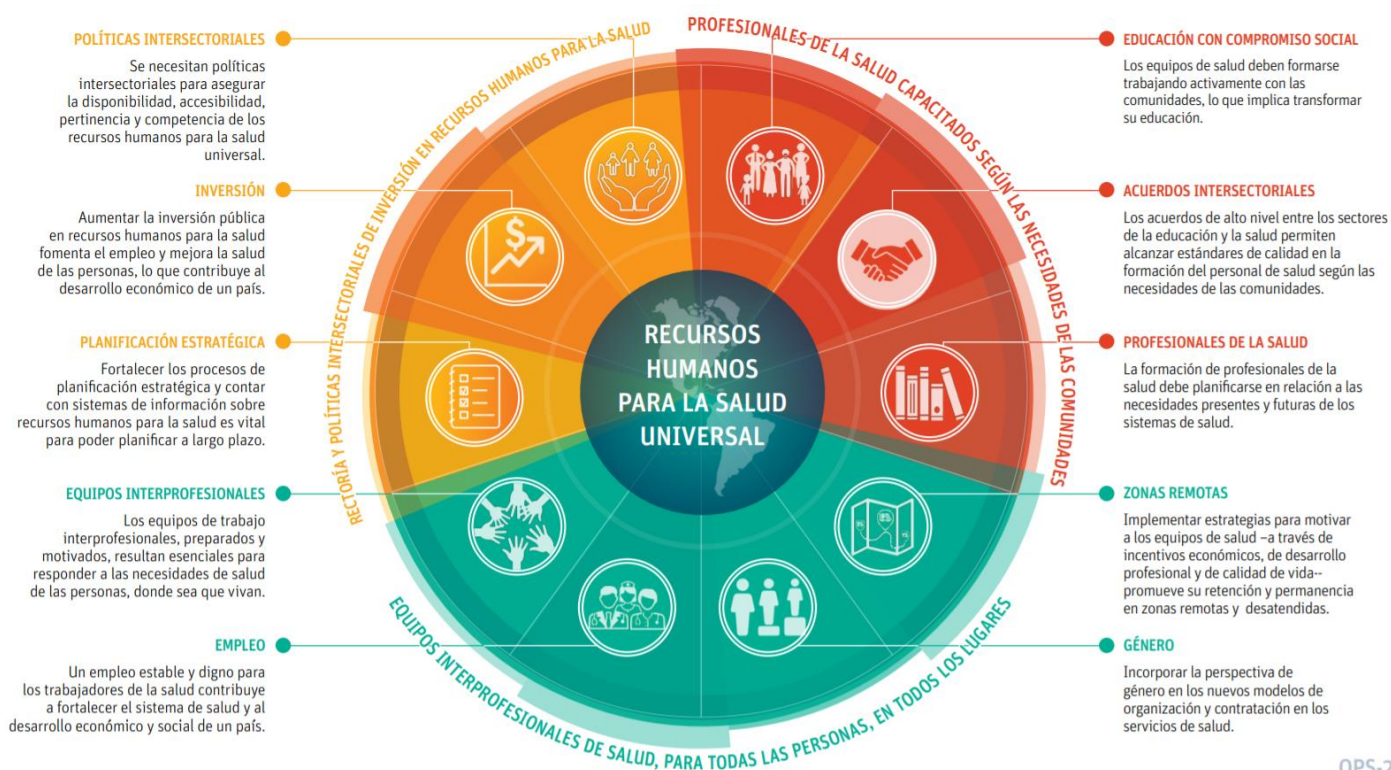 POLÍTICAS INTERSECTORIALES
Se necesitan políticas
intersectoriales para asegurar
la disponibilidad, accesibilidad,
pertinencia y competencia de los
recursos humanos para la salud
universal.
INVERSIÓN
Aumentar la inversión pública
en recursos humanos para la salud
fomenta el empleo y mejora la salud
de las personas, lo que contribuye al
desarrollo económico de un país.
PLANIFICACIÓN ESTRATÉGICA
Fortalecer los procesos de
planificación estratégica y contar
con sistemas de información sobre
recursos humanos para la salud es vital
para poder planificar a largo plazo.
EQUIPOS INTERPROFESIONALES
Los equipos de trabajo
interprofesionales, preparados y
motivados, resultan esenciales para
responder a las necesidades de salud
de las personas, donde sea que vivan.
EMPLEO
Un empleo estable y digno para
los trabajadores de la salud contribuye
a fortalecer el sistema de salud y al
desarrollo económico y social de un país.
RECTORÍA Y POLÍTICAS INTERSECTORIALES DE INVERSIÓN EN RECURSOS HUMANOS PARA LA SALUD
PROFESIONALES DE LA SALUD CAPACITADOS SEGÚN LAS NECESIDADES DE LAS COMUNIDADES
EQUIPOS INTERPROFESIONALES DE SALUD, PARA TODAS LAS PERSONAS, EN TODOS LOS LUGARES
$
RECURSOS
HUMANOS
PARA LA SALUD
UNIVERSAL
EDUCACIÓN CON COMPROMISO SOCIAL
Los equipos de salud deben formarse
trabajando activamente con las
comunidades, lo que implica transformar
su educación.
ACUERDOS INTERSECTORIALES
Los acuerdos de alto nivel entre los sectores
de la educación y la salud permiten
alcanzar estándares de calidad en la
formación del personal de salud según las
necesidades de las comunidades.
PROFESIONALES DE LA SALUD
La formación de profesionales de la
salud debe planificarse en relación a las
necesidades presentes y futuras de los
sistemas de salud.
ZONAS REMOTAS
Implementar estrategias para motivar
a los equipos de salud –a través de
incentivos económicos, de desarrollo
profesional y de calidad de vida--
promueve su retención y permanencia
en zonas remotas y desatendidas.
GÉNERO
Incorporar la perspectiva de
género en los nuevos modelos de
organización y contratación en los
servicios de salud.